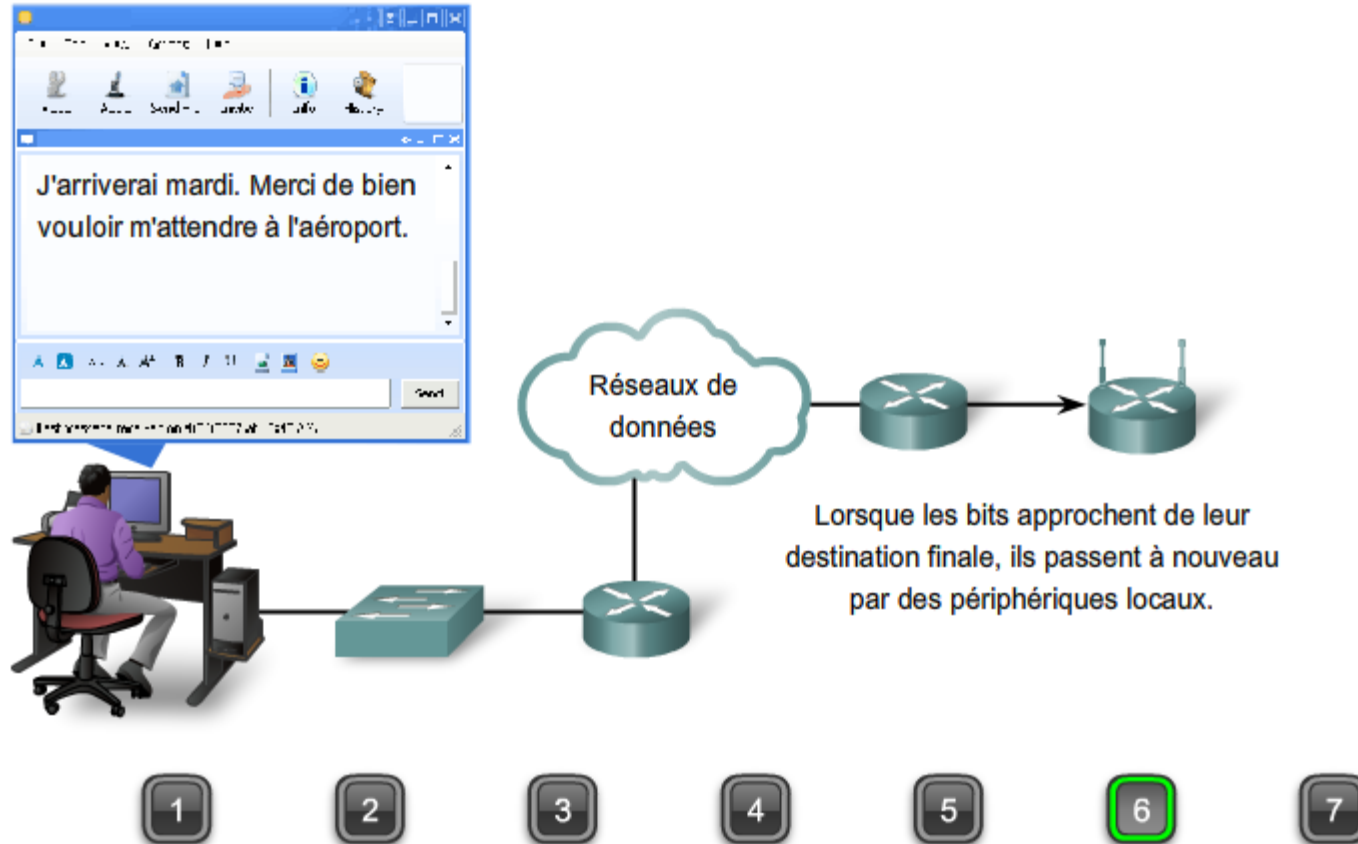 Info
J'arriverai mardi. Merci de bien
vouloir m'attendre à l'aéroport.
B I U
Send
Réseaux de
données
Lorsque les bits approchent de leur
destination finale, ils passent à nouveau
par des périphériques locaux.
1 2 3 4 5 6 7